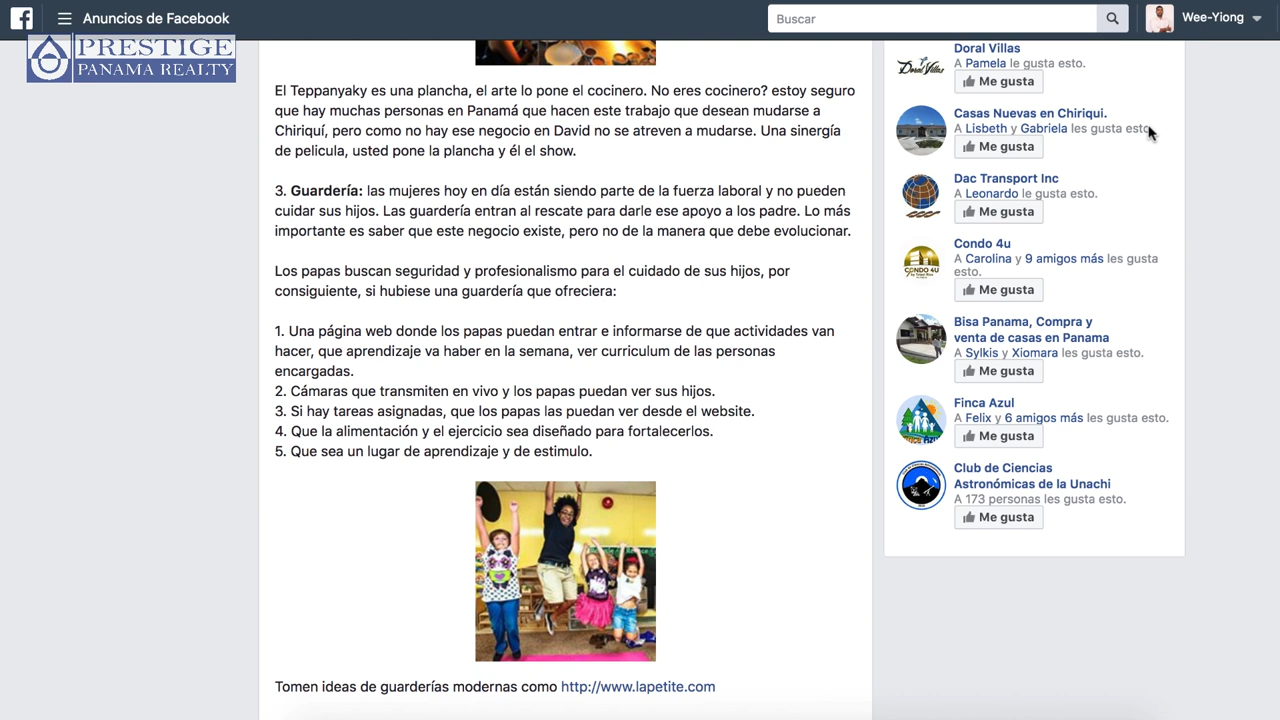 Anuncios de Facebook
Buscar
Wee-Yiong
PRESTIGE
PANAMA REALTY
El Teppanyaky es una plancha, el arte lo pone el cocinero. No eres cocinero? estoy seguro
que hay muchas personas en Panamá que hacen este trabajo que desean mudarse a
Chiriquí, pero como no hay ese negocio en David no se atreven a mudarse. Una sinergía
de pelicula, usted pone la plancha y él el show.
3. Guardería: las mujeres hoy en día están siendo parte de la fuerza laboral y no pueden
cuidar sus hijos. Las guardería entran al rescate para darle ese apoyo a los padre. Lo más
importante es saber que este negocio existe, pero no de la manera que debe evolucionar.
Los papas buscan seguridad y profesionalismo para el cuidado de sus hijos, por
consiguiente, si hubiese una guardería que ofreciera:
1. Una página web donde los papas puedan entrar e informarse de que actividades van
hacer, que aprendizaje va haber en la semana, ver curriculum de las personas
encargadas.
2. Cámaras que transmiten en vivo y los papas puedan ver sus hijos.
3. Si hay tareas asignadas, que los papas las puedan ver desde el website.
4. Que la alimentación y el ejercicio sea diseñado para fortalecerlos.
5. Que sea un lugar de aprendizaje y de estimulo.
Tomen ideas de guarderías modernas como http://www.lapetite.com
Doral Villas
Doral Villas
A Pamela le gusta esto.
Me gusta
Casas Nuevas en Chiriqui.
A Lisbeth y Gabriela les gusta esto.
Me gusta
Dac Transport Inc
A Leonardo le gusta esto.
Me gusta
CONDO 4U
Condo 4u
A Carolina y 9 amigos más les gusta
esto.
Me gusta
Bisa Panama, Compra y
venta de casas en Panama
A Sylkis y Xiomara les gusta esto.
Me gusta
Finca Azul
A Felix y 6 amigos más les gusta esto.
Me gusta
Club de Ciencias
Astronómicas de la Unachi
A 173 personas les gusta esto.
Me gusta